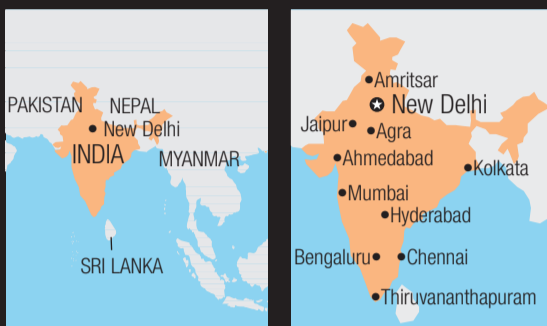 PAKISTAN NEPAL
New Delhi
INDIA
MYANMAR
SRI LANKA
Amritsar
New Delhi
Jaipur
Agra
Ahmedabad
Kolkata
Mumbai
Hyderabad
Bengaluru
Chennai
Thiruvananthapuram